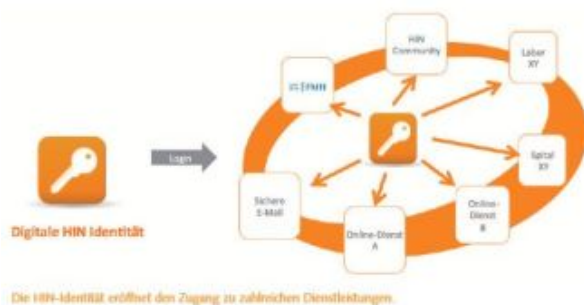 HIN
Community
Labor
XY
FMH
Login
Spital
XY
Sichere
E-Mail
Online-
Dienst
B
Online-Dienst
A
Digitale HIN Identität
Die HIN-Identität eröffnet den Zugang zu zahlreichen Dienstleistungen.